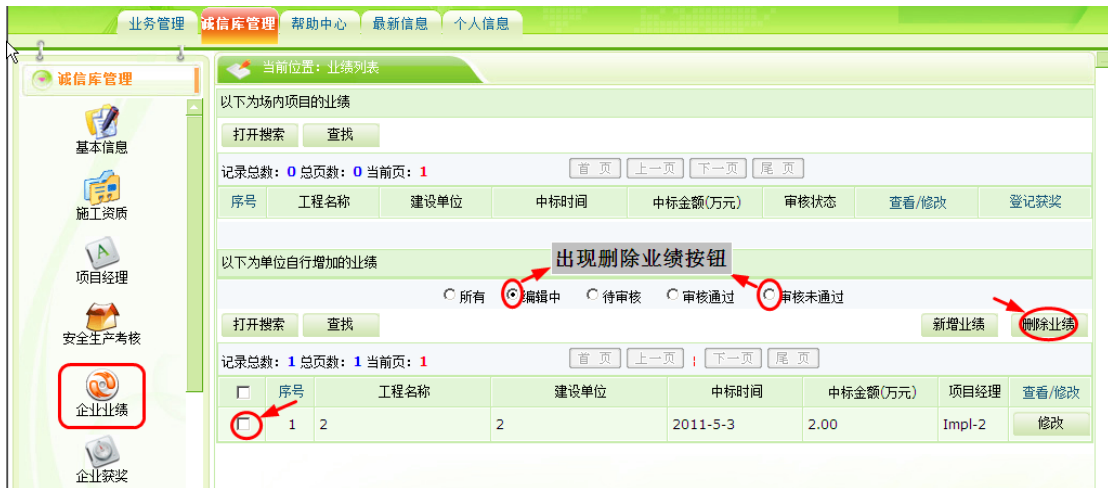 业务管理 诚信库管理 帮助中心 最新信息 个人信息
诚信库管理
基本信息
施工资质
项目经理
安全生产考核
企业业绩
企业获奖
当前位置：业绩列表
以下为场内项目的业绩
打开搜索 查找
记录总数：0 总页数：0 当前页：1 首 页 上一页 下一页 尾 页
序号 工程名称 建设单位 中标时间 中标金额(万元) 审核状态 查看/修改 登记获奖
以下为单位自行增加的业绩
出现删除业绩按钮
所有 编辑中 待审核 审核通过 审核未通过
打开搜索 查找 新增业绩 删除业绩
记录总数：1 总页数：1 当前页：1 首 页 上一页 1 下一页 尾 页
序号 工程名称 建设单位 中标时间 中标金额(万元) 项目经理 查看/修改
1 2 2 2011-5-3 2.00 Impl-2 修改